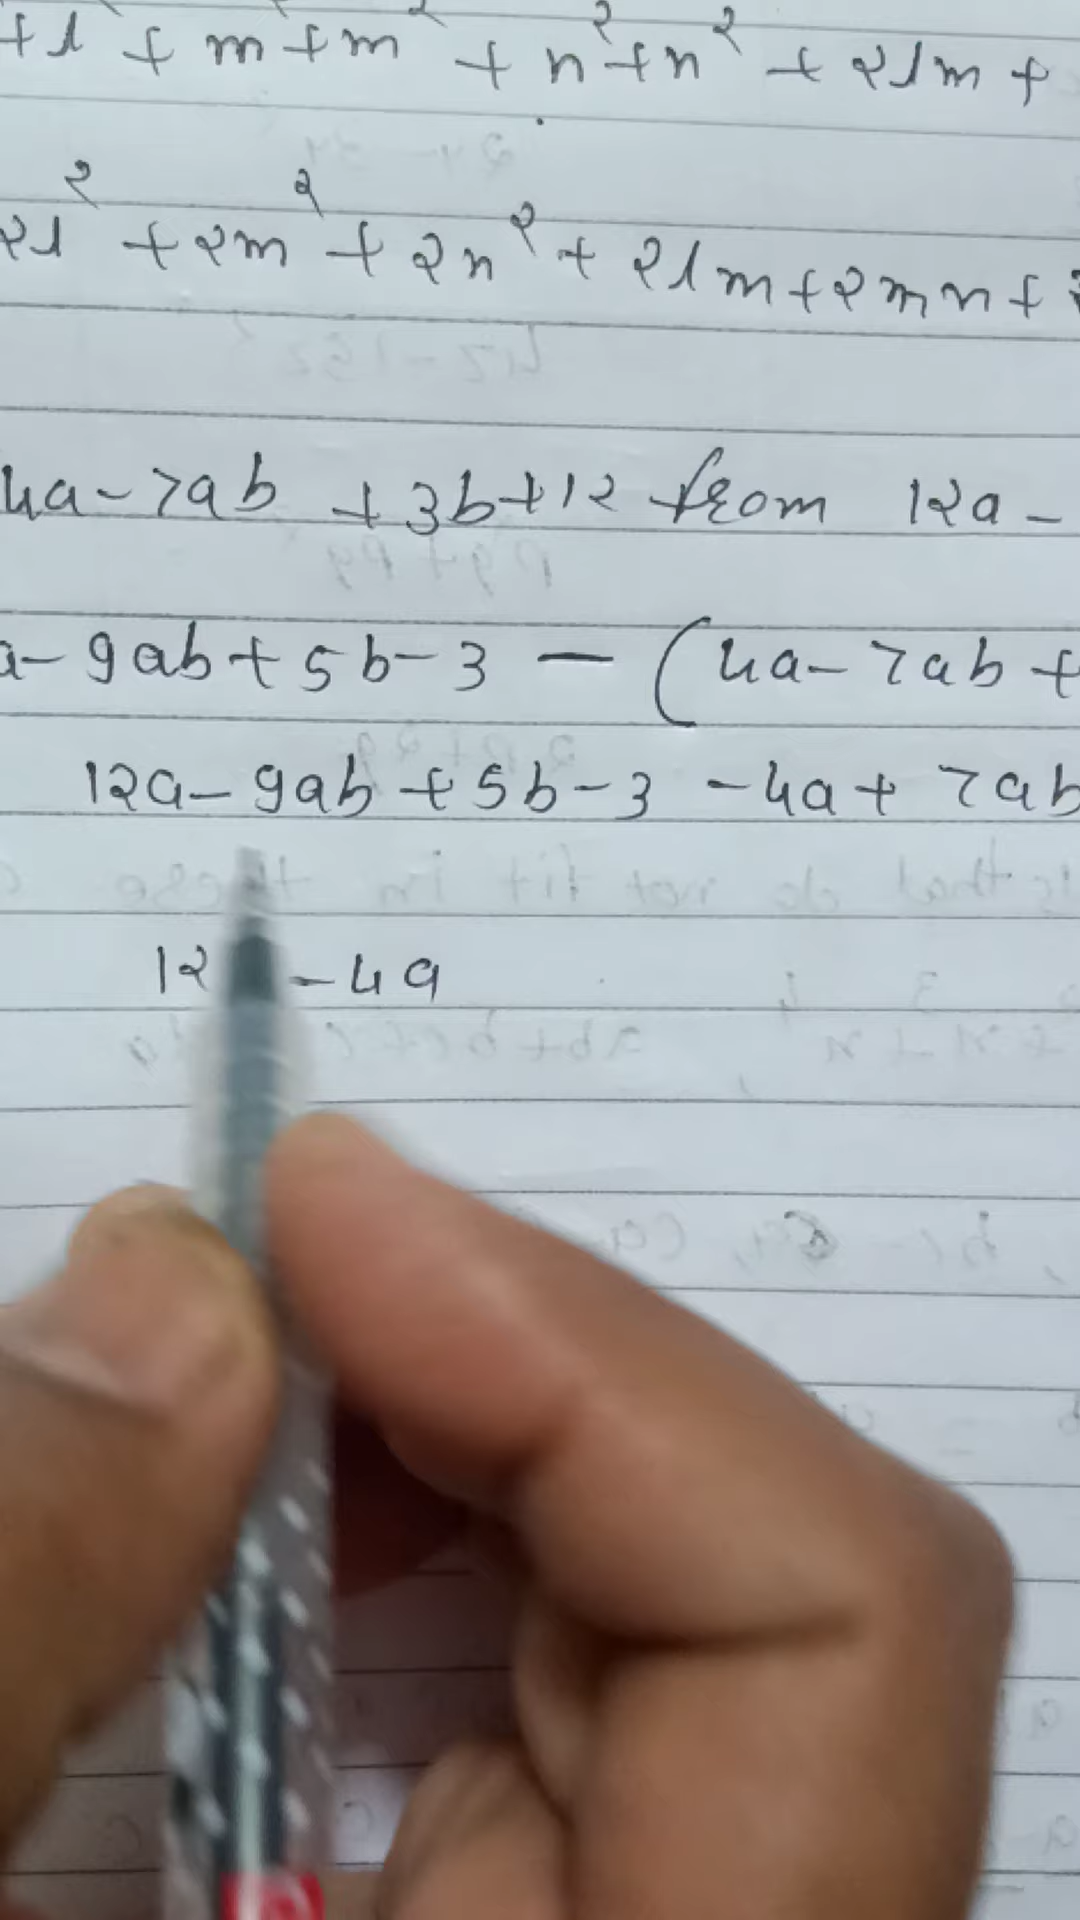 +l + m + m² + n² + n² + 2lm +
2l² + 2m² + 2n² + 2lm + 2mn +
4a - 7ab + 3b + 12 from 12a -
a - 9ab + 5b - 3 - (4a - 7ab +
12a - 9ab + 5b - 3 - 4a + 7ab
12 - 4a